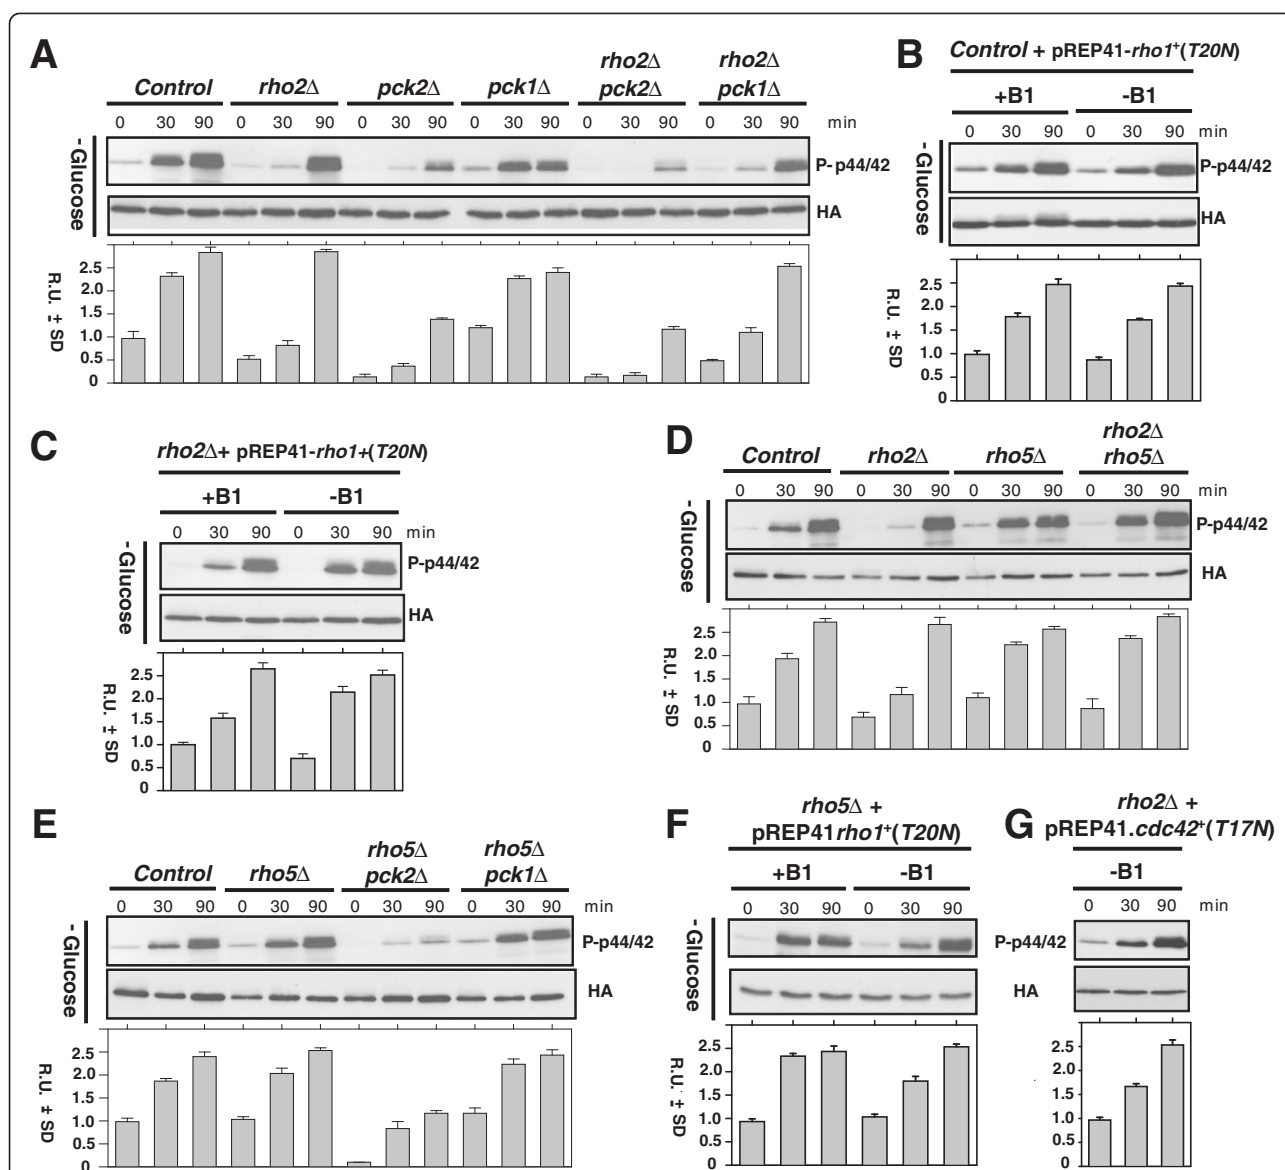 A
Control
rho2Δ
pck2Δ
pck1Δ
rho2Δ
pck2Δ
rho2Δ
pck1Δ
0 30 90 0 30 90 0 30 90 0 30 90 0 30 90 0 30 90 min
- Glucose
P-p44/42
HA
R.U. ± SD
2.5
2.0
1.5
1.0
0.5
0
B
Control + pREP41-rho1⁺(T20N)
+B1 -B1
0 30 90 0 30 90 min
- Glucose
P-p44/42
HA
R.U. ± SD
2.5
2.0
1.5
1.0
0.5
0
C
rho2Δ+ pREP41-rho1+(T20N)
+B1 -B1
0 30 90 0 30 90 min
- Glucose
P-p44/42
HA
R.U. ± SD
2.5
2.0
1.5
1.0
0.5
0
D
Control
rho2Δ
rho5Δ
rho2Δ
rho5Δ
0 30 90 0 30 90 0 30 90 0 30 90 min
- Glucose
P-p44/42
HA
R.U. ± SD
2.5
2.0
1.5
1.0
0.5
0
E
Control
rho5Δ
rho5Δ
pck2Δ
rho5Δ
pck1Δ
0 30 90 0 30 90 0 30 90 0 30 90 min
- Glucose
P-p44/42
HA
R.U. ± SD
2.5
2.0
1.5
1.0
0.5
0
F
rho5Δ +
pREP41rho1⁺(T20N)
+B1 -B1
0 30 90 0 30 90
- Glucose
R.U. ± SD
2.5
2.0
1.5
1.0
0.5
0
G
rho2Δ +
pREP41.cdc42⁺(T17N)
-B1
0 30 90 min
P-p44/42
HA
2.5
2.0
1.5
1.0
0.5
0